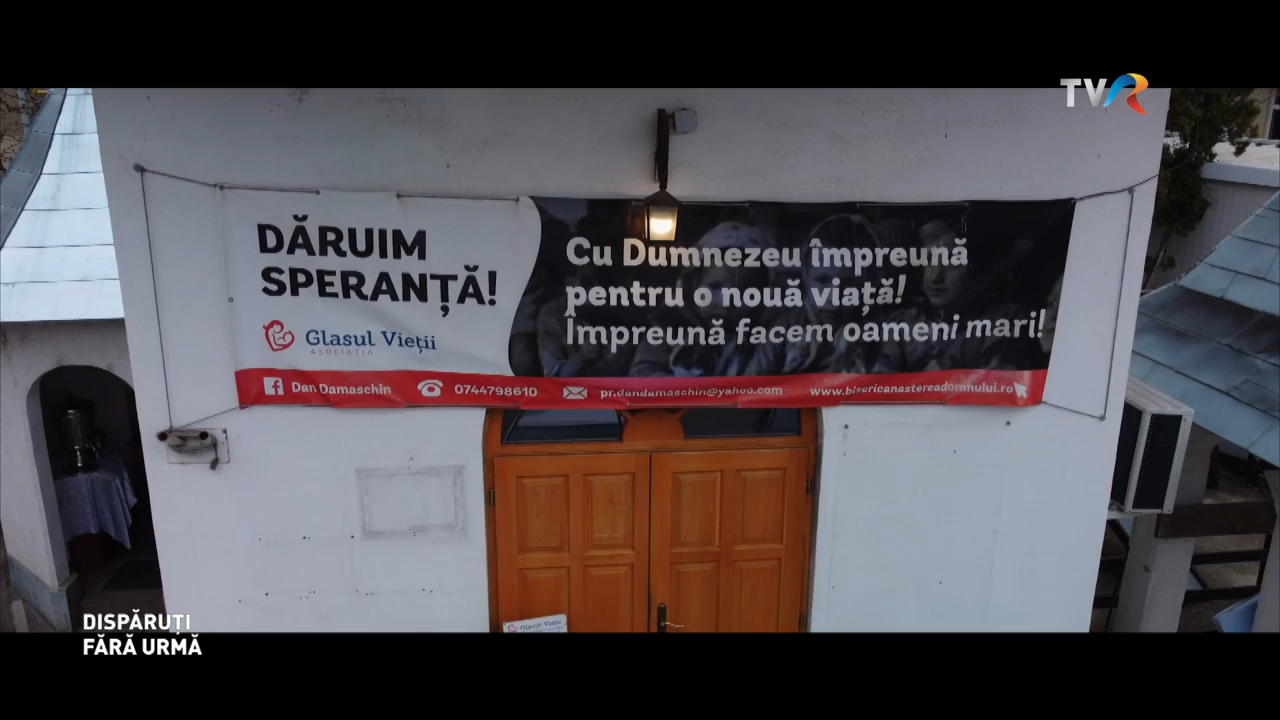 TVR
DĂRUIM
SPERANȚĂ!
Glasul Vieții
ASOCIAȚIA
Cu Dumnezeu împreună
pentru o nouă viață!
Împreună facem oameni mari!
Dan Damaschin 0744798610 pr.dandamaschin@yahoo.com www.bisericanastereadomnului.ro
Glasul Vieții
DISPĂRUȚI
FĂRĂ URMĂ